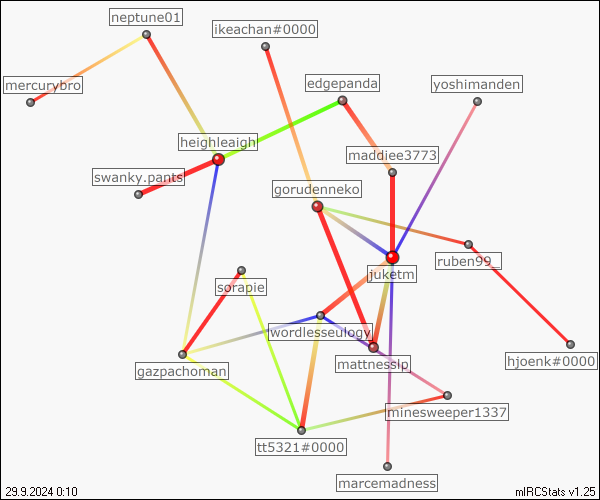 neptune01
ikeachan#0000
mercurybro
edgepanda
yoshimanden
heighleaigh
maddiee3773
swanky.pants
gorudenneko
ruben99_
juketm
sorapie
wordlesseulogy
hjoenk#0000
mattnesslp
gazpachoman
minesweeper1337
tt5321#0000
marcemadness
29.9.2024 0:10
mIRCStats v1.25